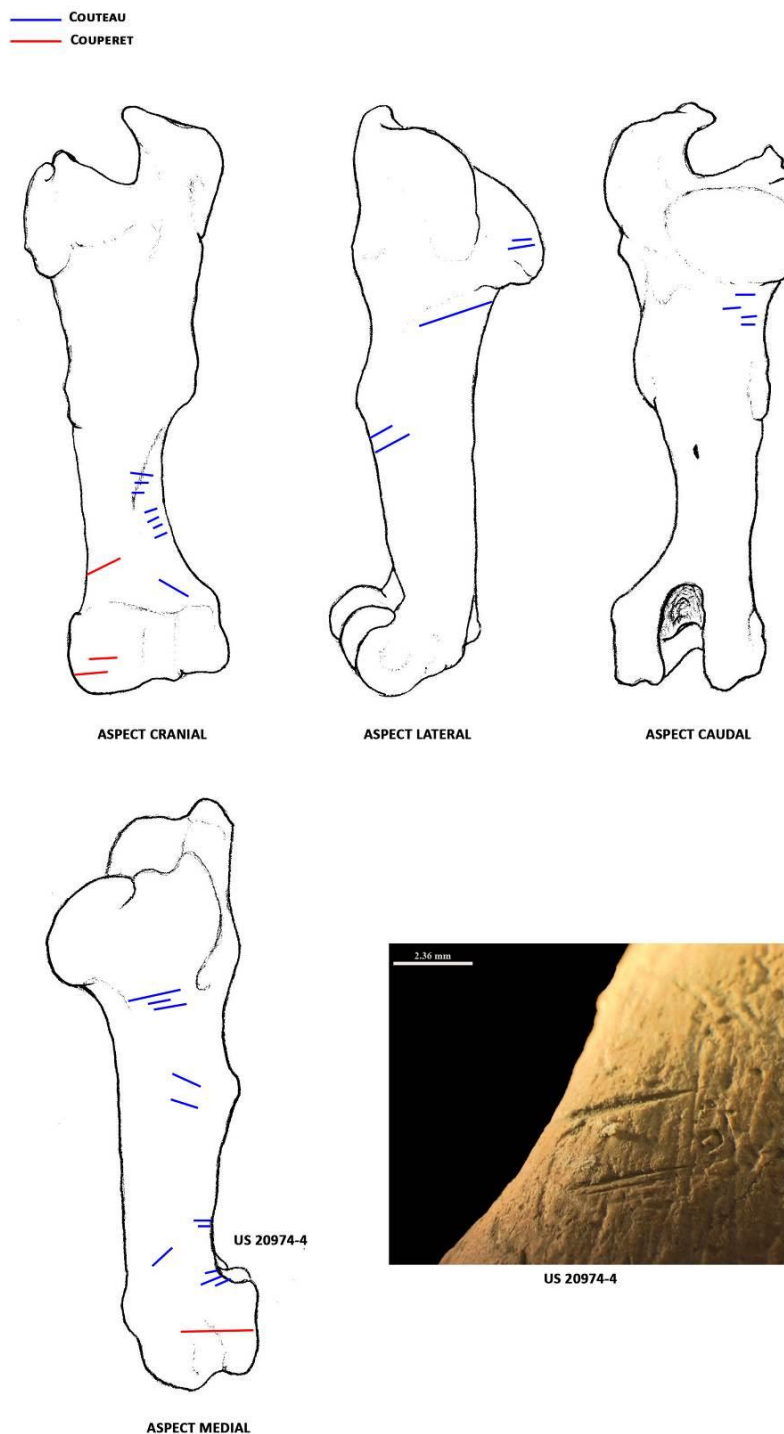 COUTEAU
COUPERET
ASPECT CRANIAL
ASPECT LATERAL
ASPECT CAUDAL
US 20974-4
2.36 mm
US 20974-4
ASPECT MEDIAL